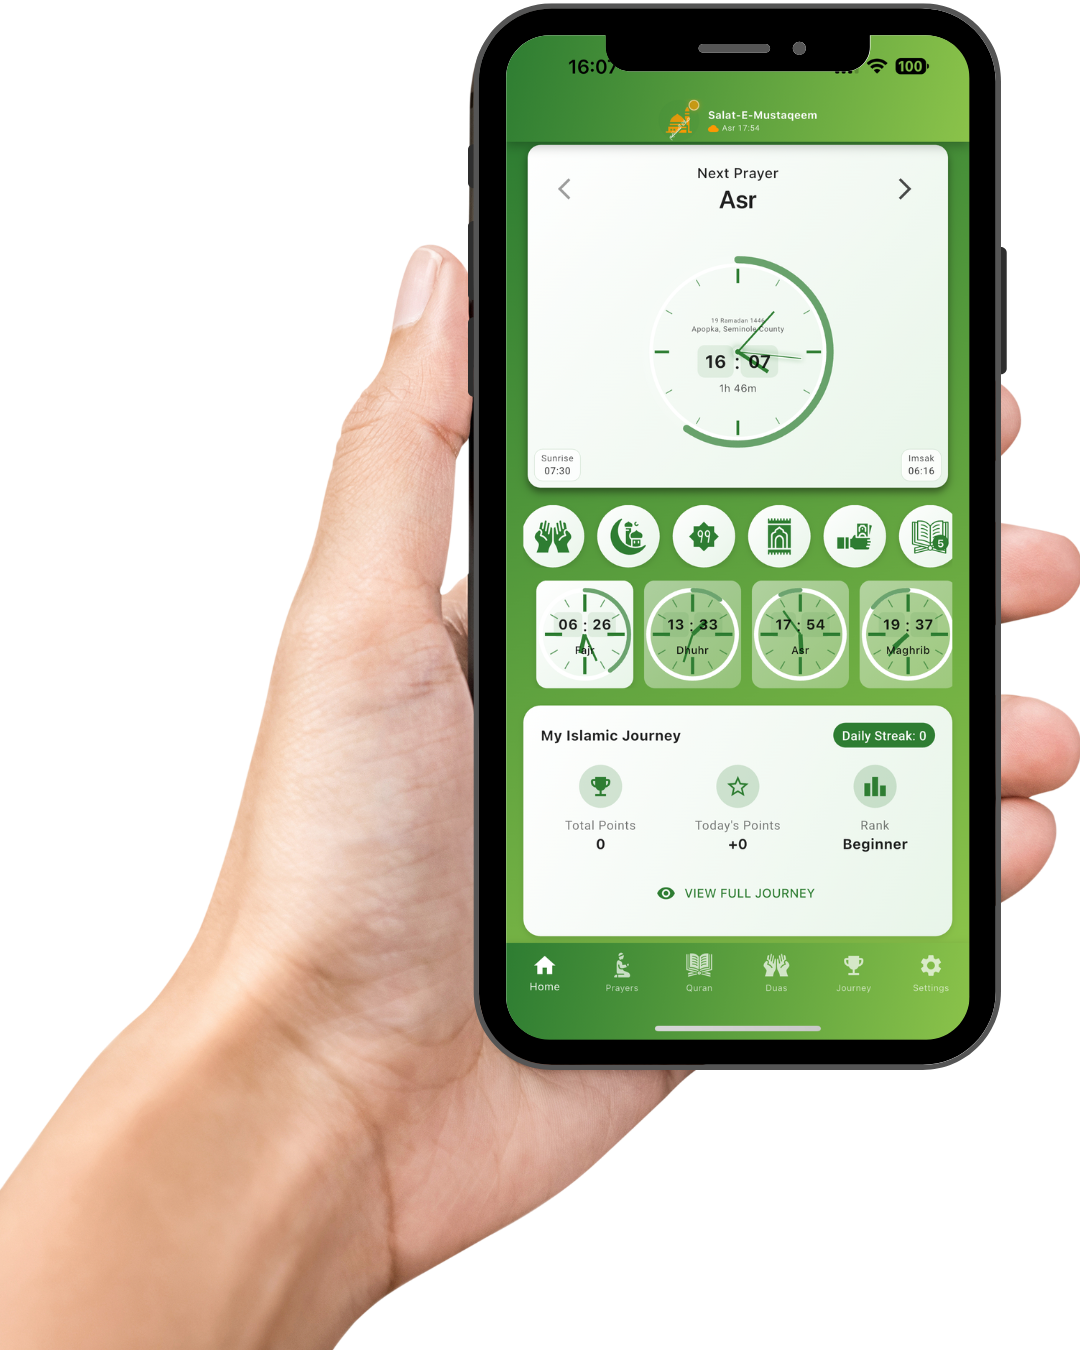 16:07
100
Salat-E-Mustaqeem
Asr 17:54
Next Prayer
Asr
19 Ramadan 1446
Apopka, Seminole County
16 : 07
1h 46m
Sunrise
07:30
Imsak
06:16
99
5
06 : 26
Fajr
13 : 33
Dhuhr
17 : 54
Asr
19 : 37
Maghrib
My Islamic Journey
Daily Streak: 0
Total Points
0
Today's Points
+0
Rank
Beginner
VIEW FULL JOURNEY
Home
Prayers
Quran
Duas
Journey
Settings